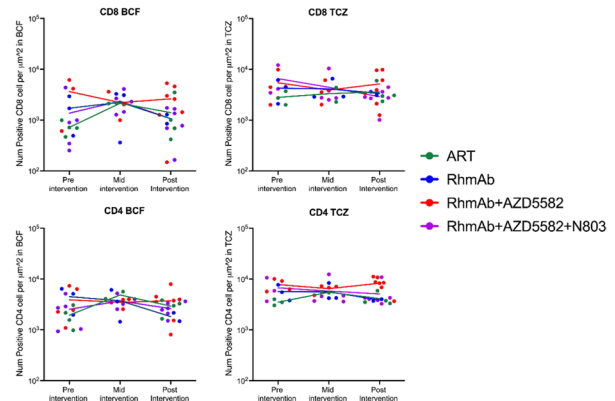 CD8 BCF
Num Positive CD8 cell per µm^2 in BCF
10^5
10^4
10^3
10^2
Pre intervention
Mid intervention
Post Intervention
CD8 TCZ
Num Positive CD8 cell per µm^2 in TCZ
10^5
10^4
10^3
10^2
Pre intervention
Mid intervention
Post Intervention
ART
RhmAb
RhmAb+AZD5582
RhmAb+AZD5582+N803
CD4 BCF
Num Positive CD4 cell per µm^2 in BCF
10^5
10^4
10^3
10^2
Pre intervention
Mid intervention
Post Intervention
CD4 TCZ
Num Positive CD4 cell per µm^2 in TCZ
10^5
10^4
10^3
10^2
Pre intervention
Mid intervention
Post Intervention